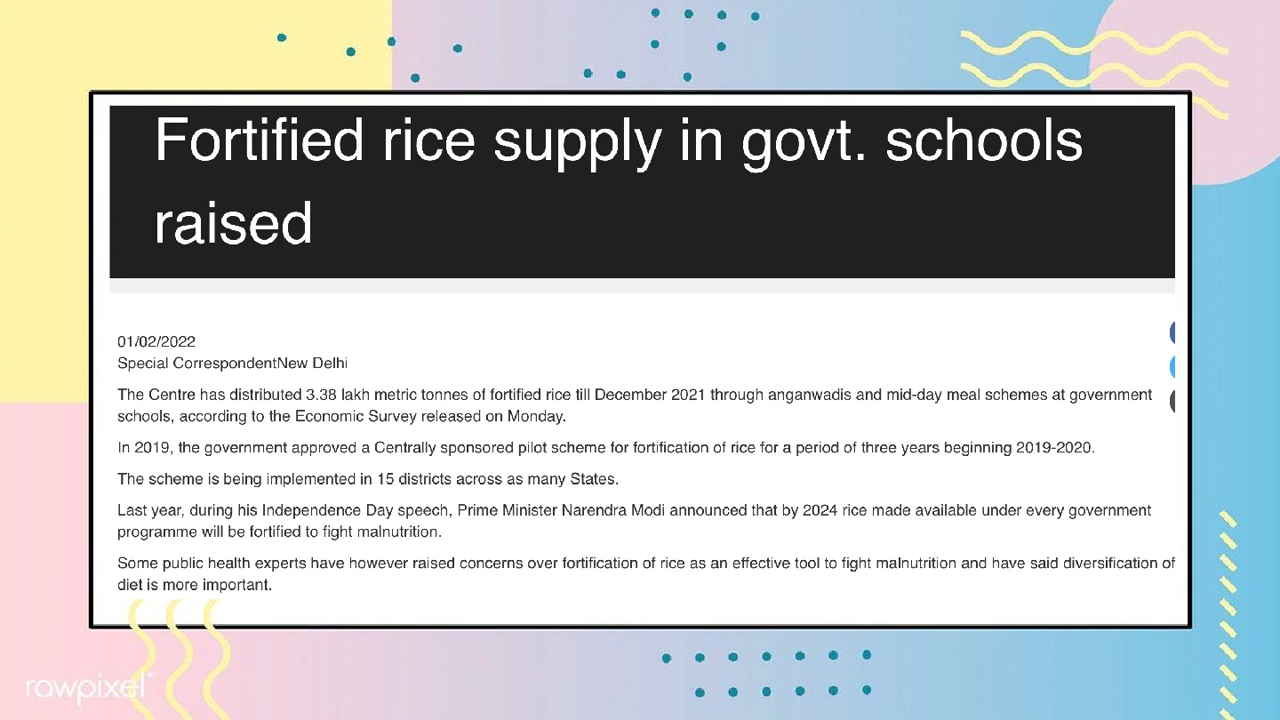 Fortified rice supply in govt. schools
raised
01/02/2022
Special CorrespondentNew Delhi
The Centre has distributed 3.38 lakh metric tonnes of fortified rice till December 2021 through anganwadis and mid-day meal schemes at government
schools, according to the Economic Survey released on Monday.
In 2019, the government approved a Centrally sponsored pilot scheme for fortification of rice for a period of three years beginning 2019-2020.
The scheme is being implemented in 15 districts across as many States.
Last year, during his Independence Day speech, Prime Minister Narendra Modi announced that by 2024 rice made available under every government
programme will be fortified to fight malnutrition.
Some public health experts have however raised concerns over fortification of rice as an effective tool to fight malnutrition and have said diversification of
diet is more important.
rawpixel